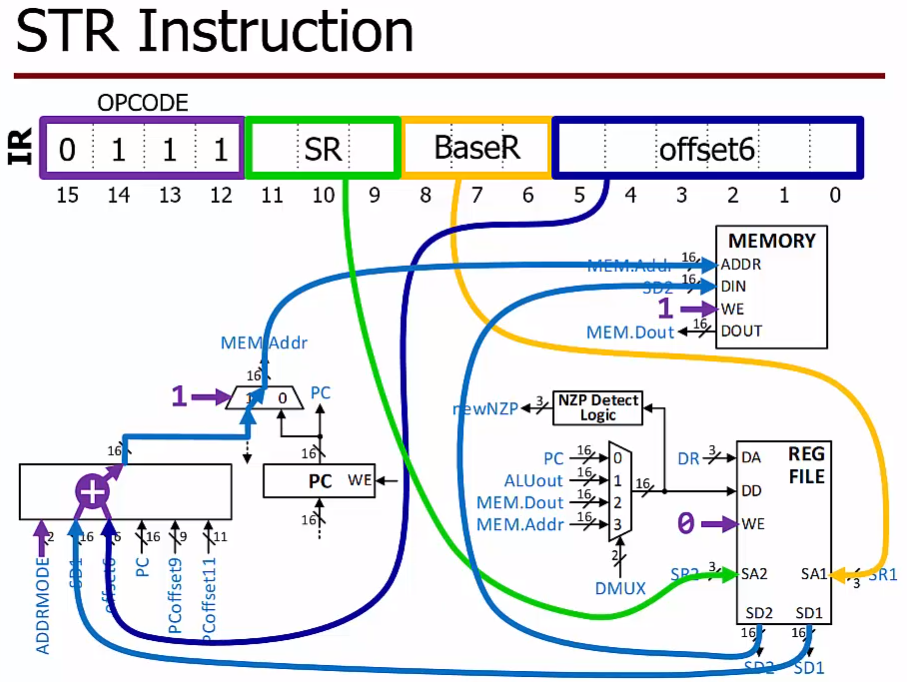 STR Instruction
OPCODE
IR
0 1 1 1 SR BaseR offset6
15 14 13 12 11 10 9 8 7 6 5 4 3 2 1 0
MEMORY
MEM.Addr 16 ADDR
SD2 16 DIN
1 WE
MEM.Dout 16 DOUT
MEM.Addr
16
1 1 0 PC
newNZP 3 NZP Detect
Logic
16
16
PC WE
16
PC 16 0
ALUout 16 1
MEM.Dout 16 2
MEM.Addr 16 3
16
2
DMUX
REG
FILE
DR 3 DA
DD
0 WE
SR2 3 SA2
SA1 3 SR1
SD2 SD1
16 16
SD2 SD1
+
2 16 6 16 9 11
ADDRMODE
SD1
offset6
PC
PCoffset9
PCoffset11